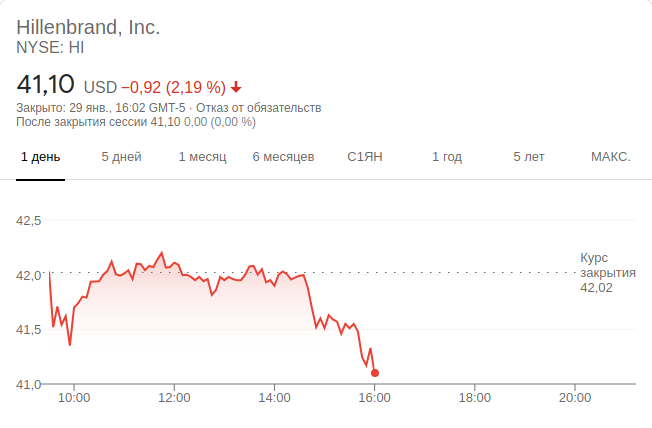 Hillenbrand, Inc.
NYSE: HI
41,10 USD −0,92 (2,19 %)
Закрыто: 29 янв., 16:02 GMT-5 · Отказ от обязательств
После закрытия сессии 41,10 0,00 (0,00 %)
1 день 5 дней 1 месяц 6 месяцев С1ЯН 1 год 5 лет МАКС.
42,5
Курс
42,0 закрытия
42,02
41,5
41,0
10:00 12:00 14:00 16:00 18:00 20:00